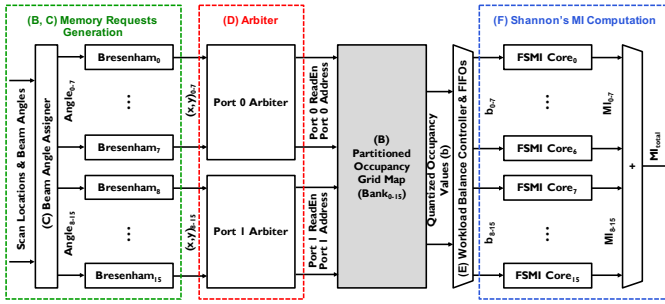 (B, C) Memory Requests
Generation
(D) Arbiter
(F) Shannon's MI Computation
Scan Locations & Beam Angles
(C) Beam Angle Assigner
Angle0-7
Angle8-15
Bresenham0
⋮
Bresenham7
Bresenham8
⋮
Bresenham15
(x,y)0-7
(x,y)8-15
Port 0 Arbiter
Port 1 Arbiter
Port 0 ReadEn
Port 0 Address
Port 1 ReadEn
Port 1 Address
(B)
Partitioned
Occupancy
Grid Map
(Bank0-15)
Quantized Occupancy
Values (b)
(E) Workload Balance Controller & FIFOs
b0-7
b8-15
FSMI Core0
⋮
FSMI Core6
FSMI Core7
⋮
FSMI Core15
MI0-7
MI8-15
+
MItotal